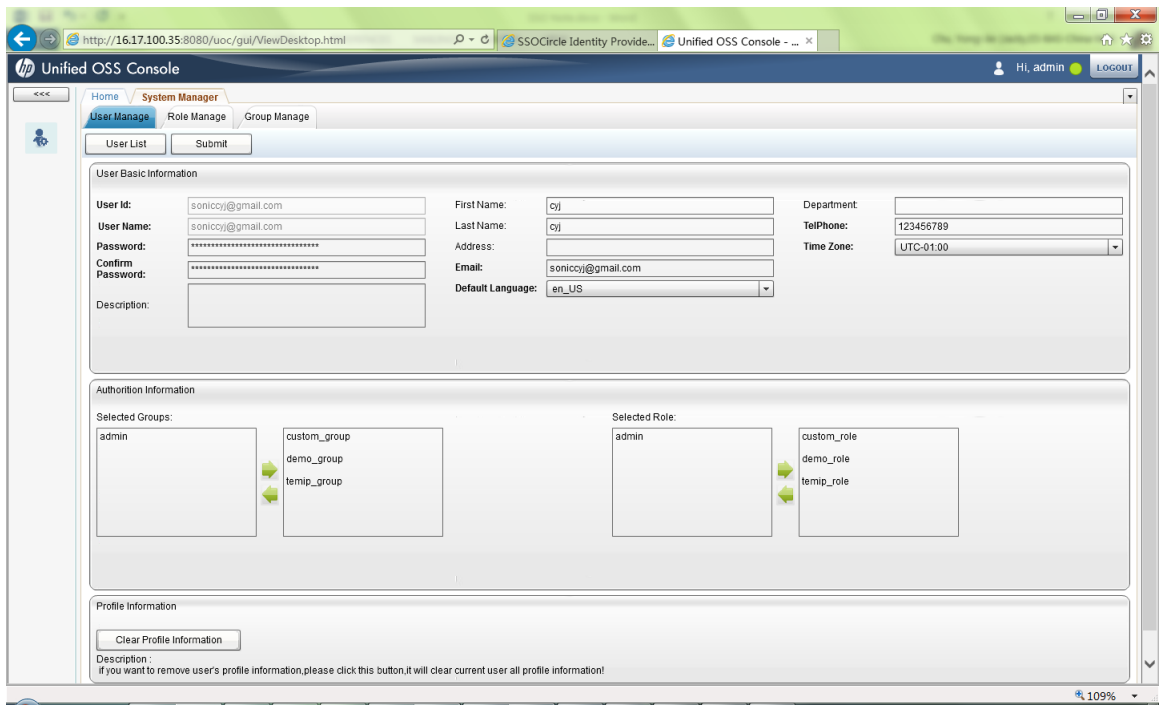 http://16.17.100.35:8080/uoc/gui/ViewDesktop.html
SSOCircle Identity Provide...
Unified OSS Console - ...
hp Unified OSS Console
Hi, admin
LOGOUT
<<<
Home
System Manager
User Manage
Role Manage
Group Manage
User List
Submit
User Basic Information
User Id: soniccyj@gmail.com
First Name: cyj
Department:
User Name: soniccyj@gmail.com
Last Name: cyj
TelPhone: 123456789
Password: ********************************
Address:
Time Zone: UTC-01:00
Confirm
Password: ********************************
Email: soniccyj@gmail.com
Default Language: en_US
Description:
Authorition Information
Selected Groups:
Selected Role:
admin
custom_group
demo_group
temip_group
admin
custom_role
demo_role
temip_role
Profile Information
Clear Profile Information
Description :
if you want to remove user's profile information,please click this button,it will clear current user all profile information!
109%